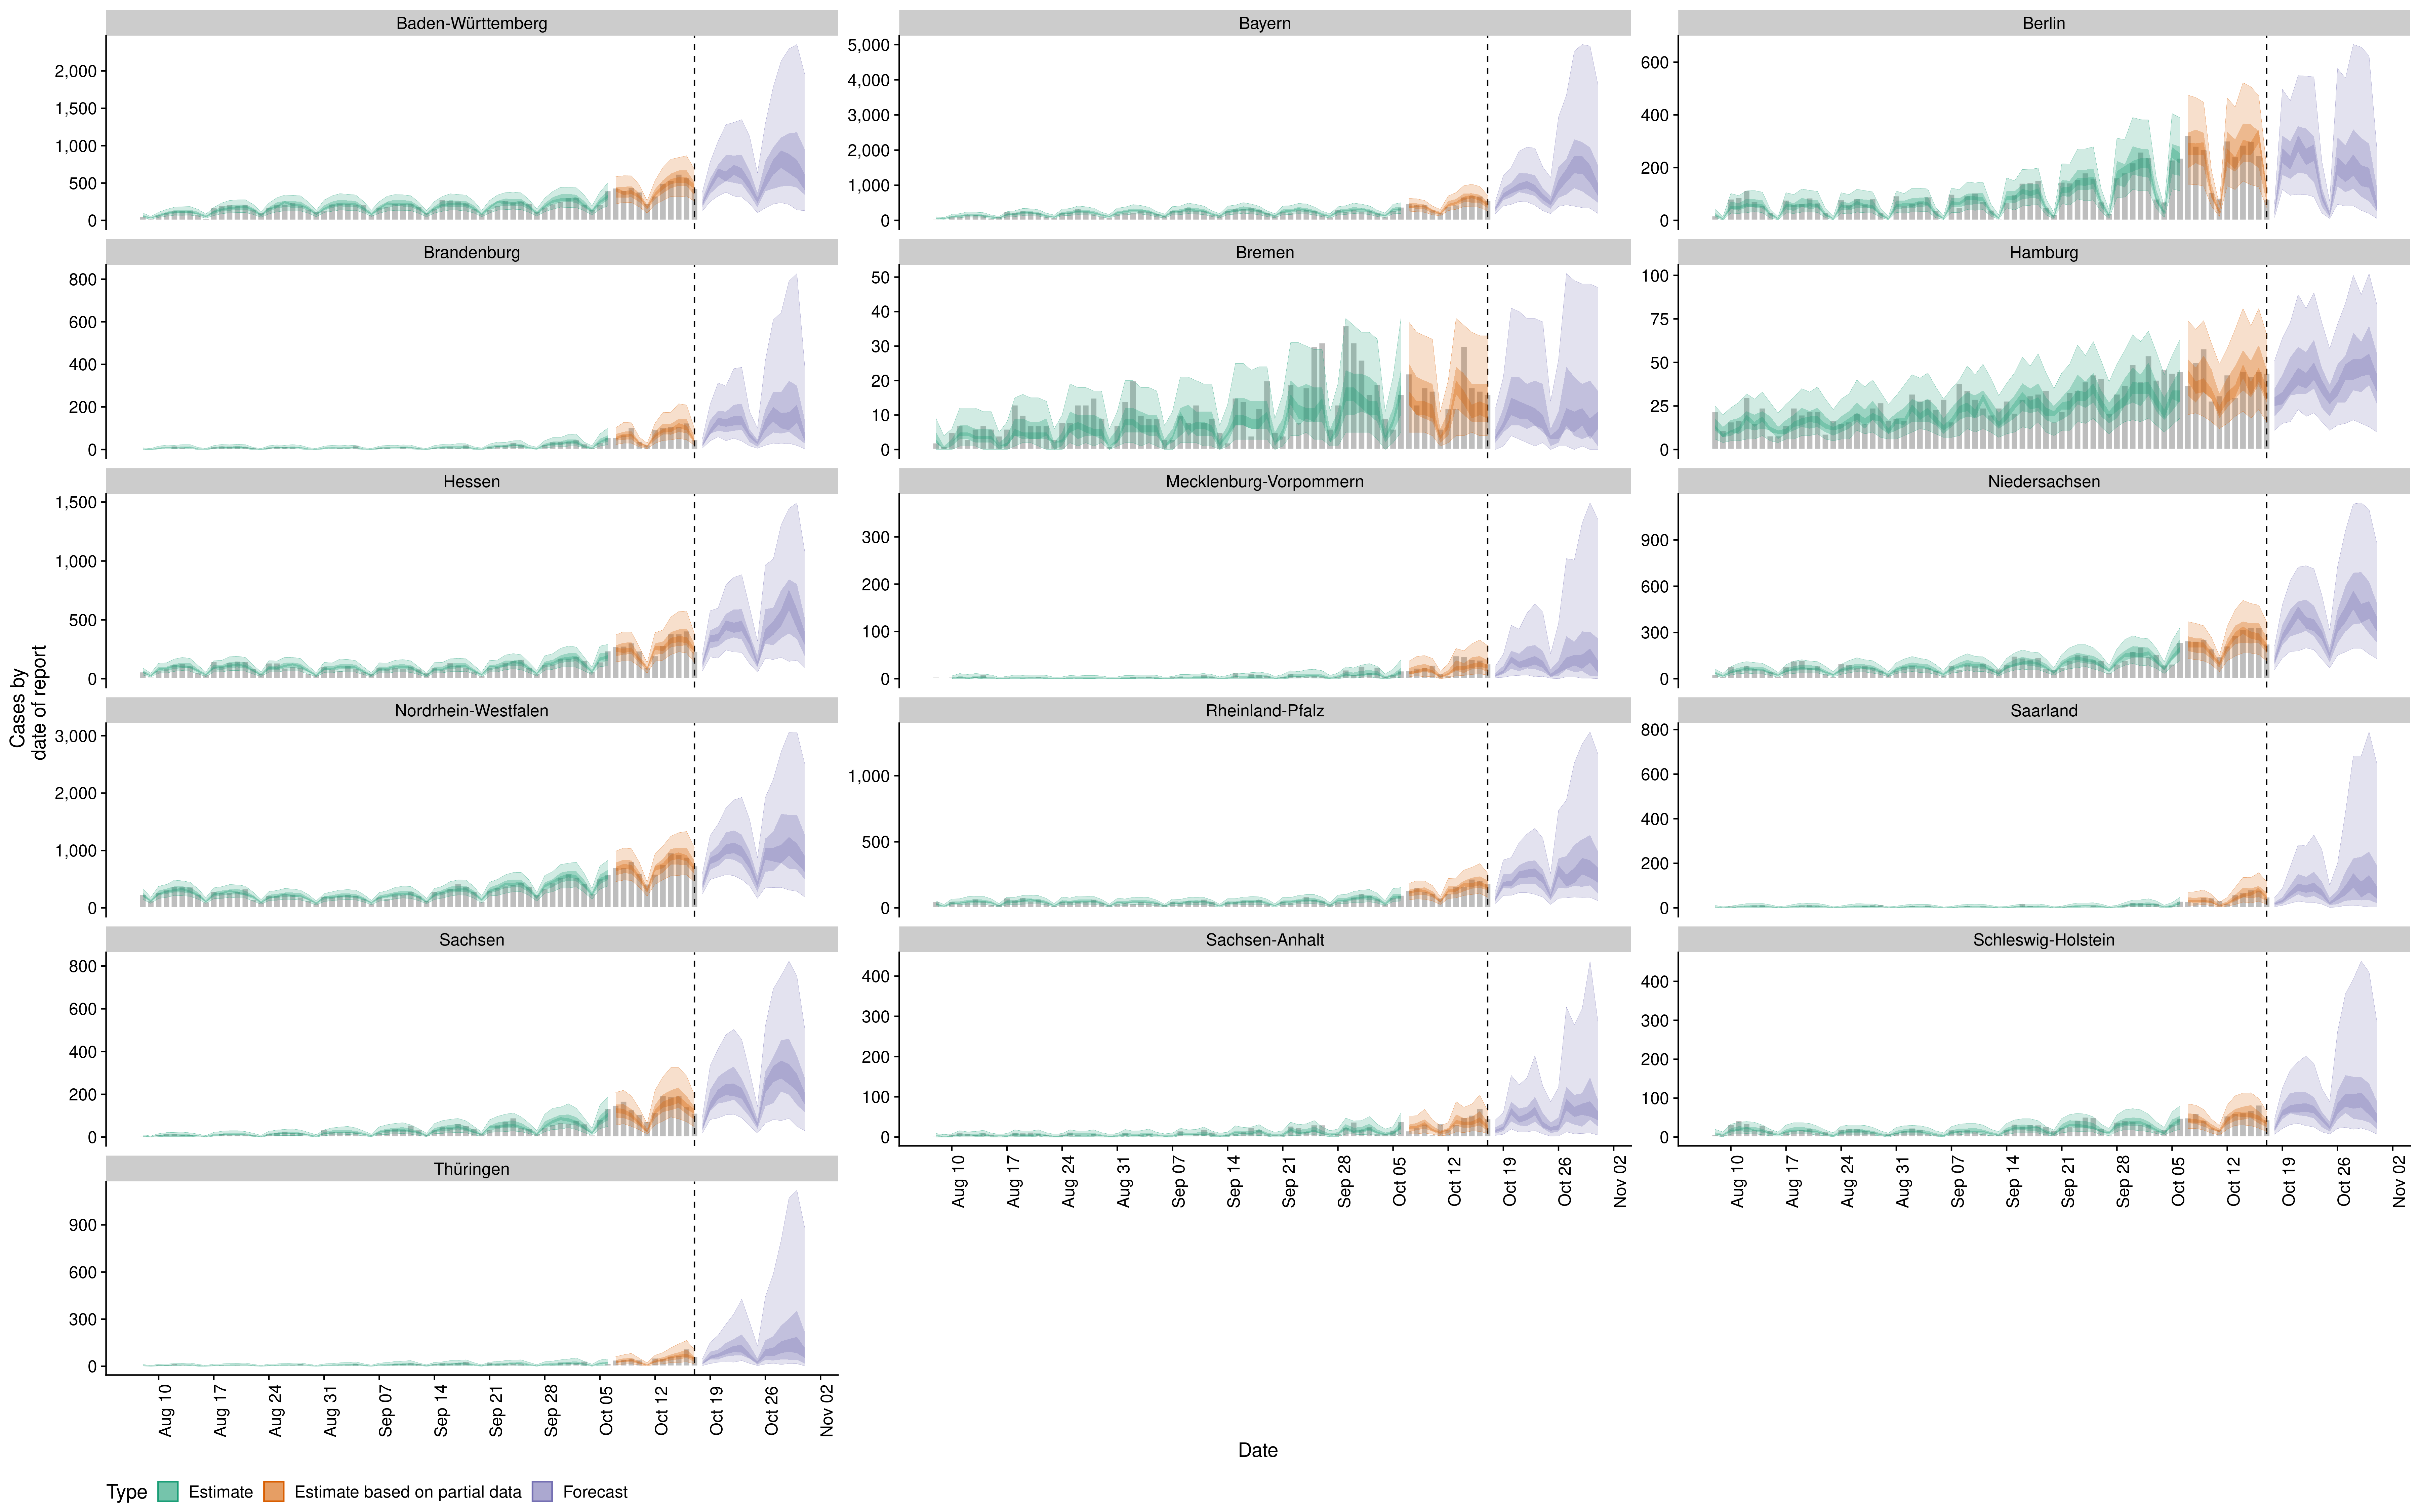 Baden-Württemberg
Bayern
Berlin
2,000
1,500
1,000
500
0
5,000
4,000
3,000
2,000
1,000
0
600
400
200
0
Brandenburg
Bremen
Hamburg
800
600
400
200
0
50
40
30
20
10
0
100
75
50
25
0
Hessen
Mecklenburg-Vorpommern
Niedersachsen
1,500
1,000
500
0
300
200
100
0
900
600
300
0
Nordrhein-Westfalen
Rheinland-Pfalz
Saarland
3,000
2,000
1,000
0
1,000
500
0
800
600
400
200
0
Sachsen
Sachsen-Anhalt
Schleswig-Holstein
800
600
400
200
0
400
300
200
100
0
400
300
200
100
0
Aug 10
Aug 17
Aug 24
Aug 31
Sep 07
Sep 14
Sep 21
Sep 28
Oct 05
Oct 12
Oct 19
Oct 26
Nov 02
Aug 10
Aug 17
Aug 24
Aug 31
Sep 07
Sep 14
Sep 21
Sep 28
Oct 05
Oct 12
Oct 19
Oct 26
Nov 02
Thüringen
900
600
300
0
Aug 10
Aug 17
Aug 24
Aug 31
Sep 07
Sep 14
Sep 21
Sep 28
Oct 05
Oct 12
Oct 19
Oct 26
Nov 02
Cases by
date of report
Date
Type
Estimate
Estimate based on partial data
Forecast